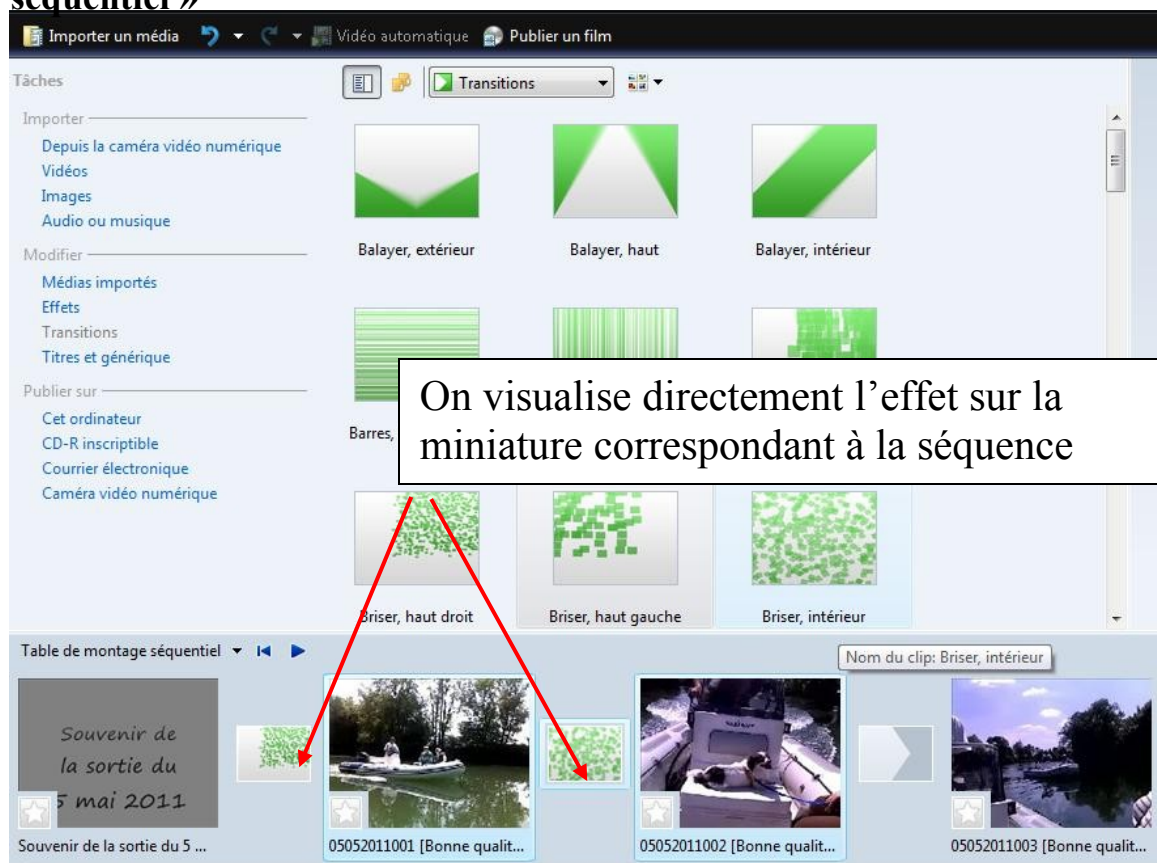 séquentiel »
Importer un média Vidéo automatique Publier un film
Tâches
Transitions
Importer
Depuis la caméra vidéo numérique
Vidéos
Images
Audio ou musique
Modifier
Médias importés
Effets
Transitions
Titres et générique
Publier sur
Cet ordinateur
CD-R inscriptible
Courrier électronique
Caméra vidéo numérique
Balayer, extérieur Balayer, haut Balayer, intérieur
Barres,
On visualise directement l’effet sur la
miniature correspondant à la séquence
Briser, haut droit Briser, haut gauche Briser, intérieur
Table de montage séquentiel
Nom du clip: Briser, intérieur
Souvenir de
la sortie du
5 mai 2011
Souvenir de la sortie du 5 ... 05052011001 [Bonne qualit... 05052011002 [Bonne qualit... 05052011003 [Bonne qualit...